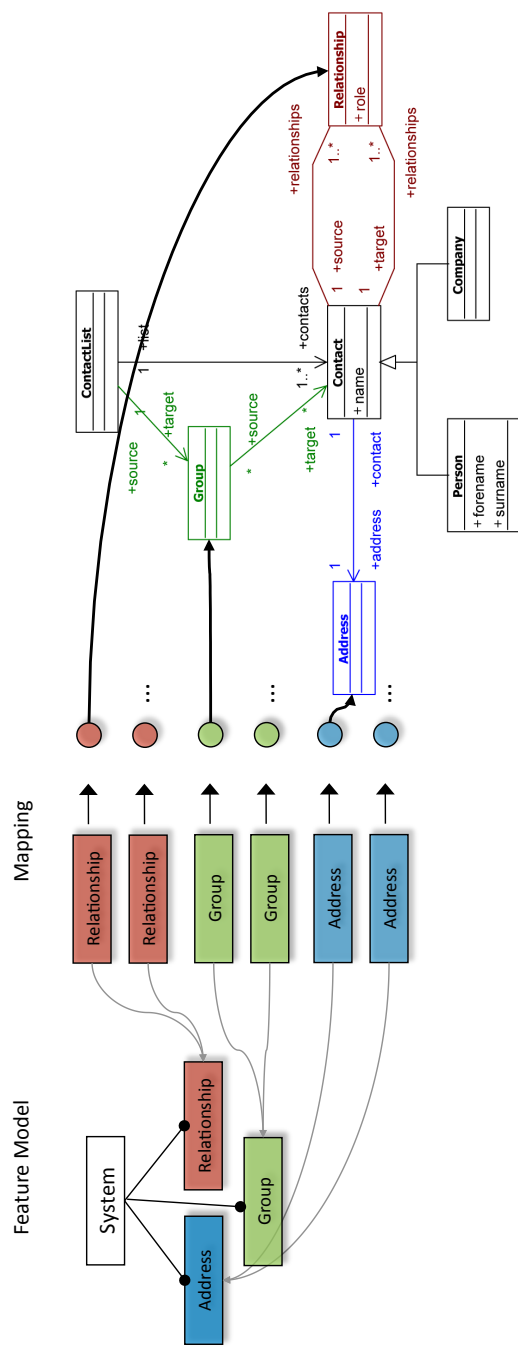 Feature Model
Mapping
System
Address
Group
Relationship
Relationship
Relationship
Group
Group
Address
Address
...
...
...
ContactList
1
+list
+source
1
+target
*
Group
+source
*
*
+target
1..*
+contacts
Contact
+ name
1
+source
1
+target
1..*
+relationships
1..*
+relationships
Relationship
+ role
1
+contact
1
+address
Address
Person
+ forename
+ surname
Company